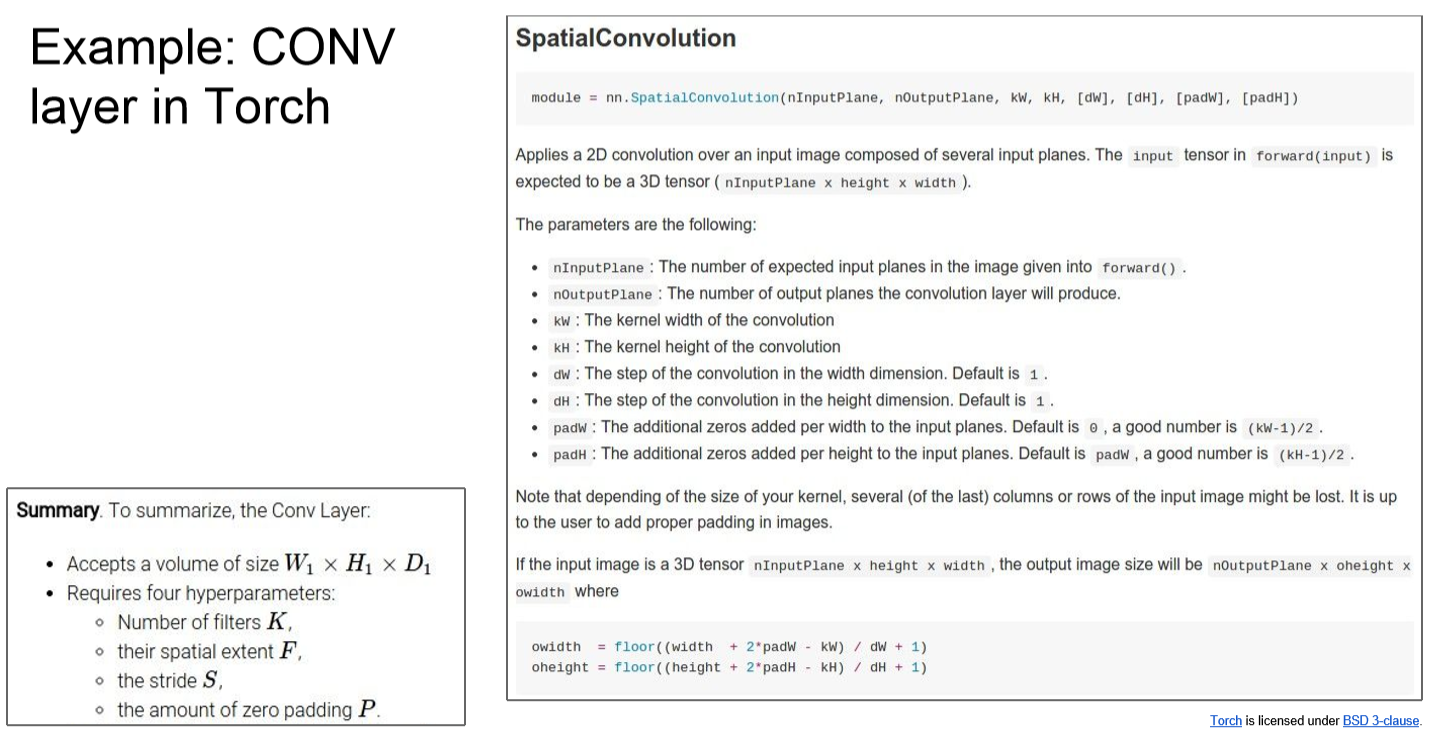 Example: CONV
layer in Torch
SpatialConvolution
module = nn.SpatialConvolution(nInputPlane, nOutputPlane, kW, kH, [dW], [dH], [padW], [padH])
Applies a 2D convolution over an input image composed of several input planes. The input tensor in forward(input) is
expected to be a 3D tensor ( nInputPlane x height x width ).
The parameters are the following:
• nInputPlane : The number of expected input planes in the image given into forward() .
• nOutputPlane : The number of output planes the convolution layer will produce.
• kW : The kernel width of the convolution
• kH : The kernel height of the convolution
• dW : The step of the convolution in the width dimension. Default is 1 .
• dH : The step of the convolution in the height dimension. Default is 1 .
• padW : The additional zeros added per width to the input planes. Default is 0 , a good number is (kW-1)/2 .
• padH : The additional zeros added per height to the input planes. Default is padW , a good number is (kH-1)/2 .
Note that depending of the size of your kernel, several (of the last) columns or rows of the input image might be lost. It is up
to the user to add proper padding in images.
If the input image is a 3D tensor nInputPlane x height x width , the output image size will be nOutputPlane x oheight x
owidth where
owidth = floor((width + 2*padW - kW) / dW + 1)
oheight = floor((height + 2*padH - kH) / dH + 1)
Summary. To summarize, the Conv Layer:
• Accepts a volume of size W₁ × H₁ × D₁
• Requires four hyperparameters:
◦ Number of filters K,
◦ their spatial extent F,
◦ the stride S,
◦ the amount of zero padding P.
Torch is licensed under BSD 3-clause.